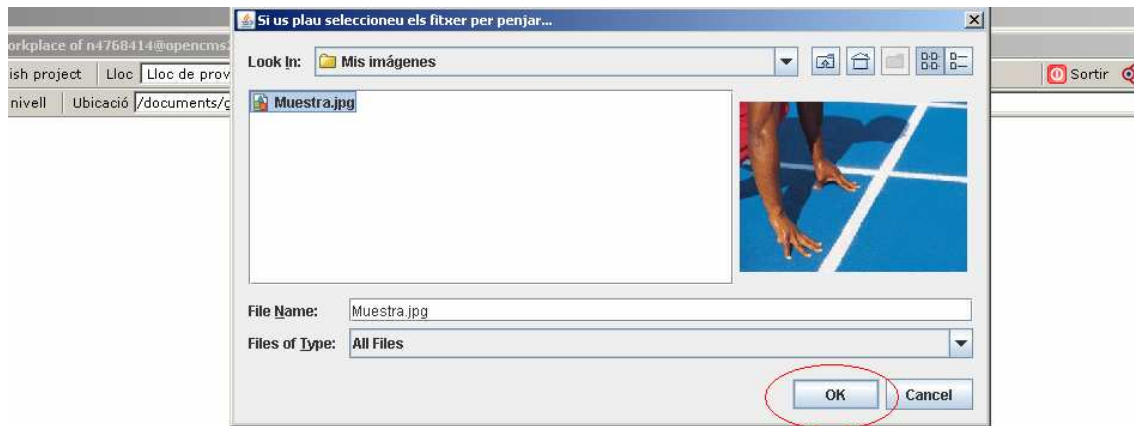 Si us plau seleccioneu els fitxer per penjar...
orkplace of n4768414@opencms
ish project Lloc Lloc de prov
Sortir
nivell Ubicació /documents/g
Look In: Mis imágenes
Muestra.jpg
File Name: Muestra.jpg
Files of Type: All Files
OK Cancel